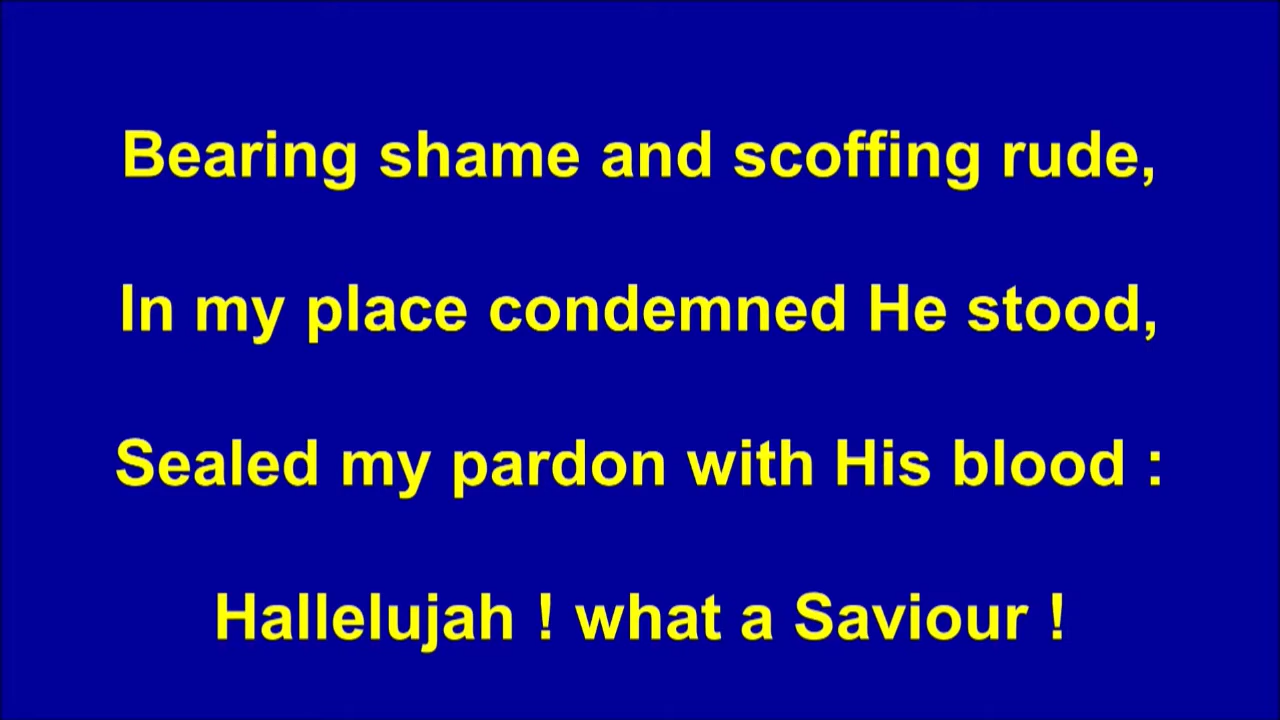 Bearing shame and scoffing rude,
In my place condemned He stood,
Sealed my pardon with His blood :
Hallelujah ! what a Saviour !